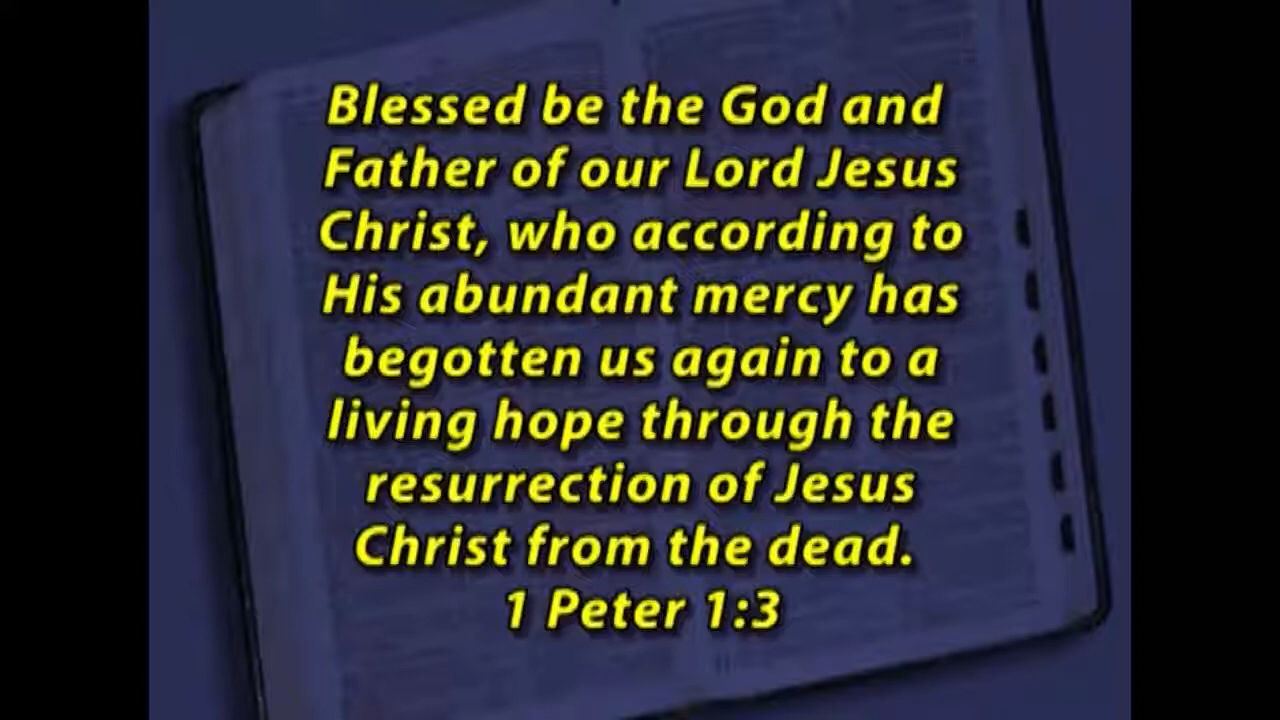 Blessed be the God and
Father of our Lord Jesus
Christ, who according to
His abundant mercy has
begotten us again to a
living hope through the
resurrection of Jesus
Christ from the dead.
1 Peter 1:3